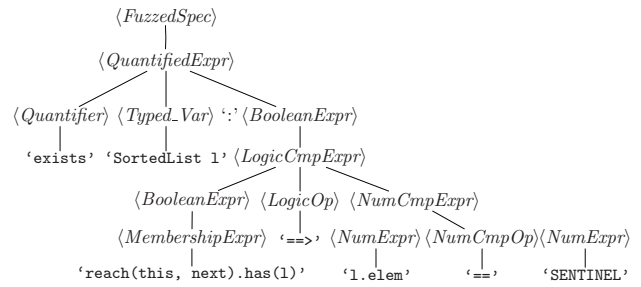 ⟨FuzzedSpec⟩
⟨QuantifiedExpr⟩
⟨Quantifier⟩ ⟨Typed_Var⟩ ‘:’ ⟨BooleanExpr⟩
‘exists’ ‘SortedList l’ ⟨LogicCmpExpr⟩
⟨BooleanExpr⟩ ⟨LogicOp⟩ ⟨NumCmpExpr⟩
⟨MembershipExpr⟩ ‘==>’ ⟨NumExpr⟩ ⟨NumCmpOp⟩ ⟨NumExpr⟩
‘reach(this, next).has(l)’ ‘l.elem’ ‘==’ ‘SENTINEL’